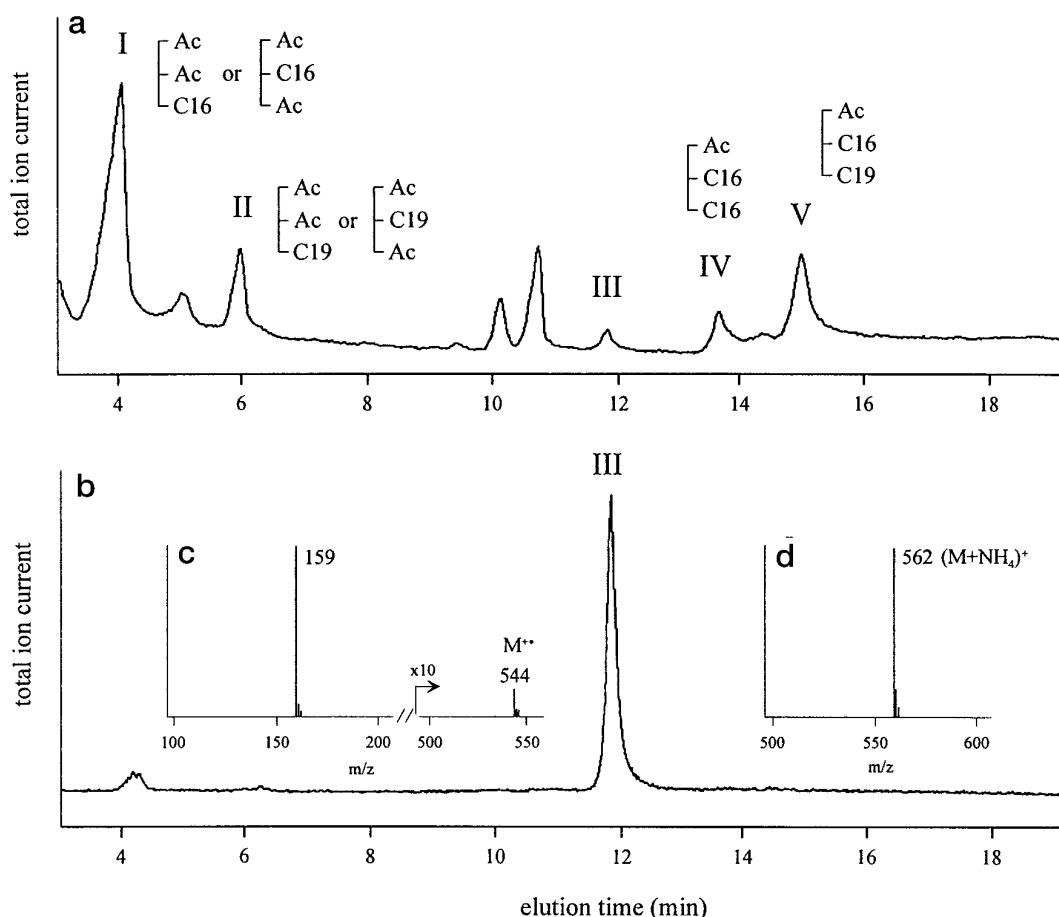 a
I
Ac
Ac or
C16
Ac
C16
Ac
II
Ac
Ac or
C19
Ac
C19
Ac
III
Ac
C16
C16
IV
Ac
C16
C19
V
total ion current
4 6 8 10 12 14 16 18
b
III
c
159
x10
M+•
544
100 150 200 // 500 550
m/z
d
562 (M+NH₄)⁺
500 550 600
m/z
total ion current
4 6 8 10 12 14 16 18
elution time (min)